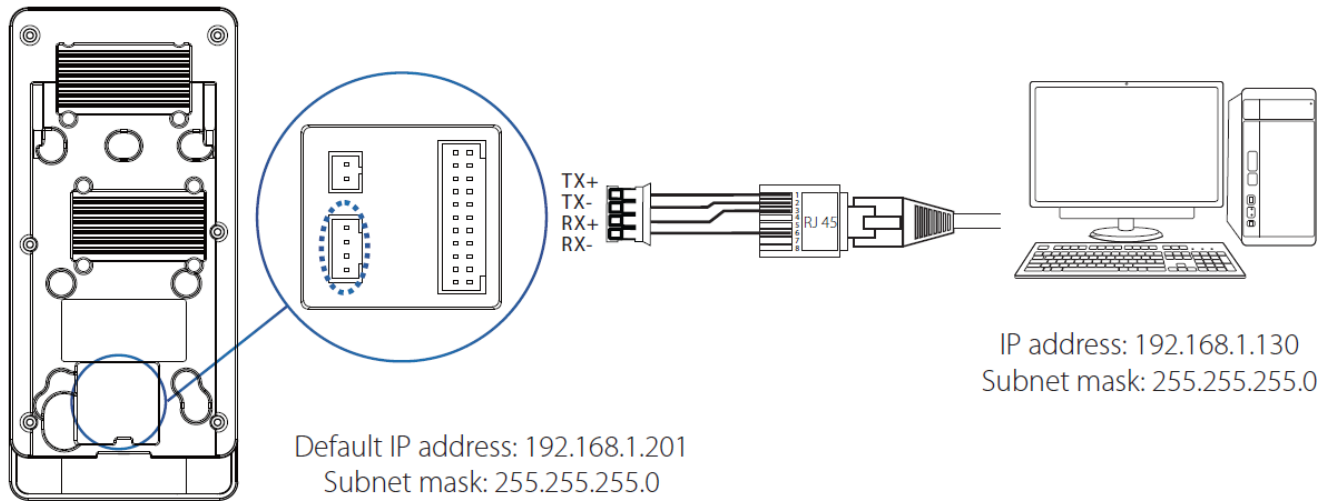 TX+
TX-
RX+
RX-
1
2
3
4
5
6
7
8
RJ 45
IP address: 192.168.1.130
Subnet mask: 255.255.255.0
Default IP address: 192.168.1.201
Subnet mask: 255.255.255.0